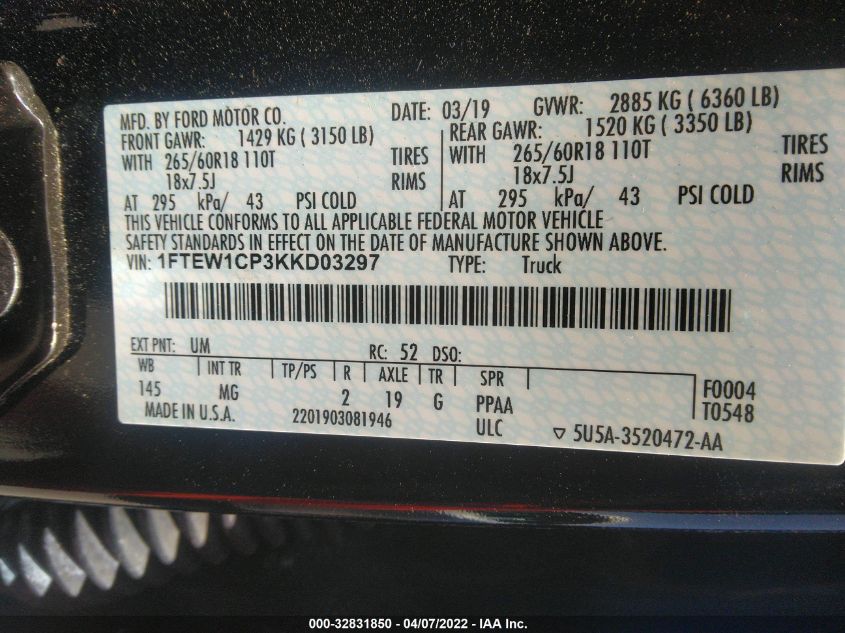 MFD. BY FORD MOTOR CO. DATE: 03/19 GVWR: 2885 KG ( 6360 LB)
FRONT GAWR: 1429 KG ( 3150 LB) REAR GAWR: 1520 KG ( 3350 LB)
WITH 265/60R18 110T TIRES WITH 265/60R18 110T TIRES
18x7.5J RIMS 18x7.5J RIMS
AT 295 kPa/ 43 PSI COLD AT 295 kPa/ 43 PSI COLD
THIS VEHICLE CONFORMS TO ALL APPLICABLE FEDERAL MOTOR VEHICLE
SAFETY STANDARDS IN EFFECT ON THE DATE OF MANUFACTURE SHOWN ABOVE.
VIN: 1FTEW1CP3KKD03297 TYPE: Truck
EXT PNT: UM RC: 52 DSO:
WB INT TR TP/PS R AXLE TR SPR F0004
145 MG 2 19 G PPAA T0548
MADE IN U.S.A. 2201903081946 ULC ▽ 5U5A-3520472-AA
000-32831850 - 04/07/2022 - IAA Inc.